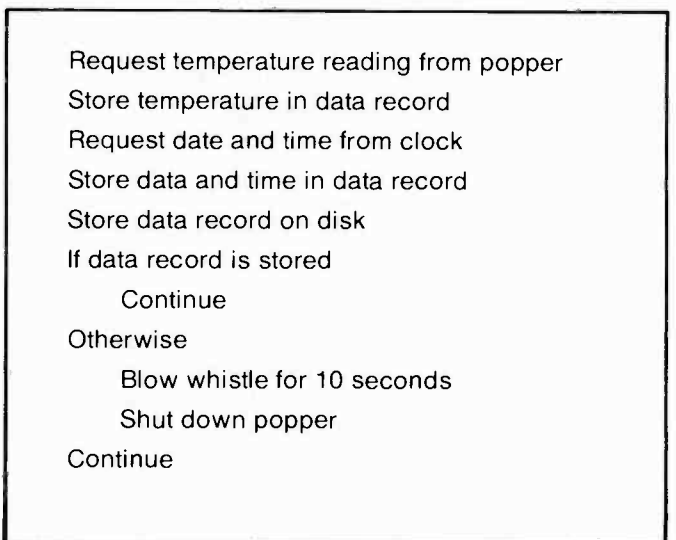 Request temperature reading from popper
Store temperature in data record
Request date and time from clock
Store data and time in data record
Store data record on disk
If data record is stored
Continue
Otherwise
Blow whistle for 10 seconds
Shut down popper
Continue